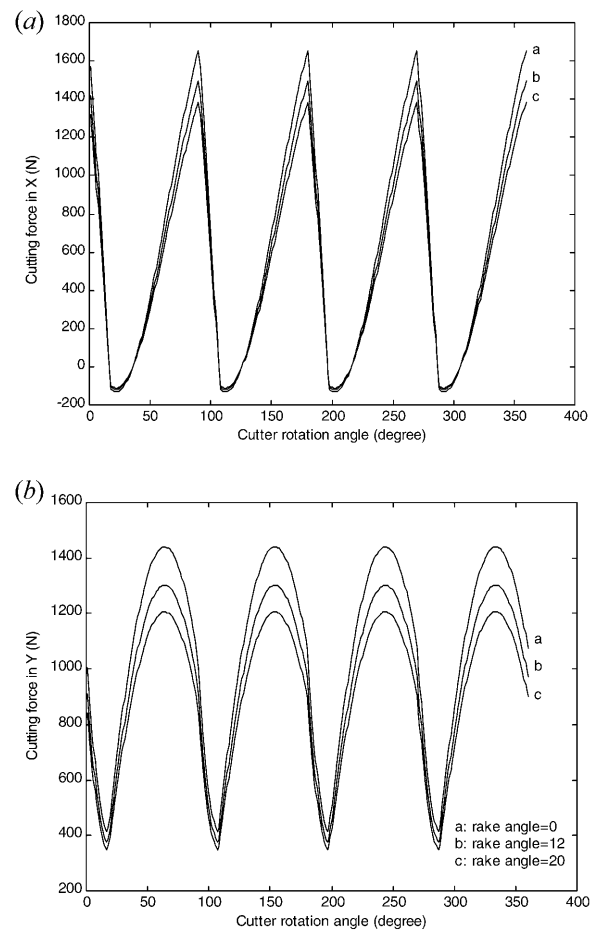 (a)
1800
1600
1400
1200
1000
800
600
400
200
0
-200
Cutting force in X (N)
a
b
c
0 50 100 150 200 250 300 350 400
Cutter rotation angle (degree)
(b)
1600
1400
1200
1000
800
600
400
200
Cutting force in Y (N)
a
b
c
a: rake angle=0
b: rake angle=12
c: rake angle=20
0 50 100 150 200 250 300 350 400
Cutter rotation angle (degree)